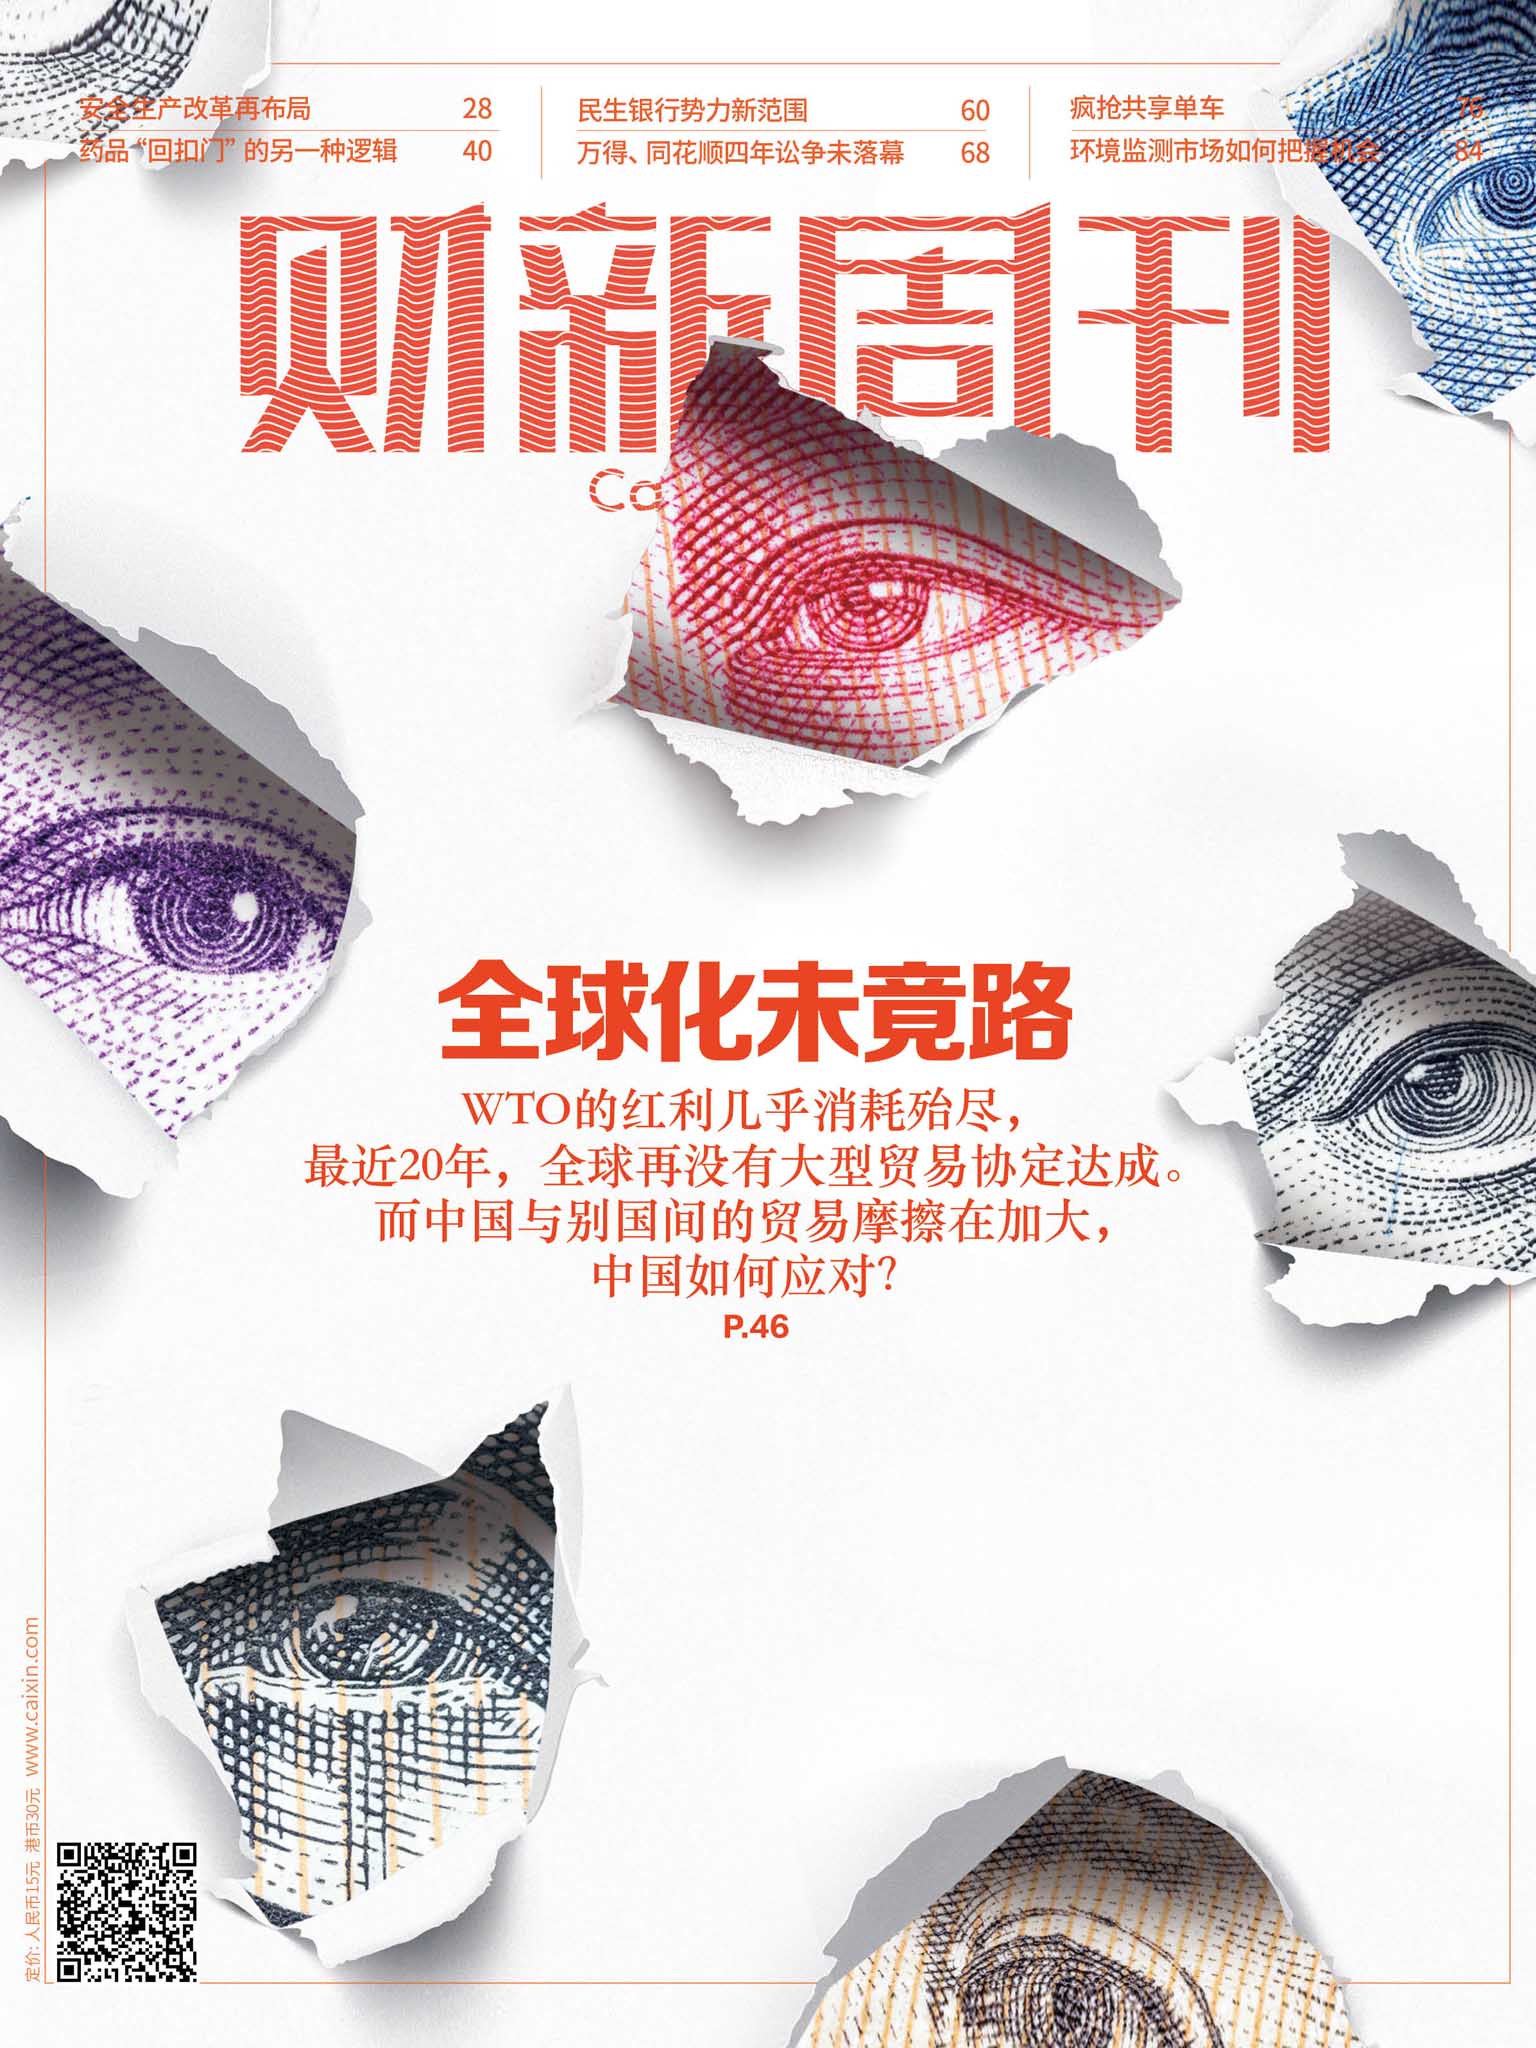 安全生产改革再布局 28
药品“回扣门”的另一种逻辑 40
民生银行势力新范围 60
万得、同花顺四年讼争未落幕 68
疯抢共享单车 76
环境监测市场如何把握机会 84
财新周刊
Ca
全球化未竟路
WTO的红利几乎消耗殆尽，
最近20年，全球再没有大型贸易协定达成。
而中国与别国间的贸易摩擦在加大，
中国如何应对？
P.46
定价: 人民币15元 港币30元 www.caixin.com